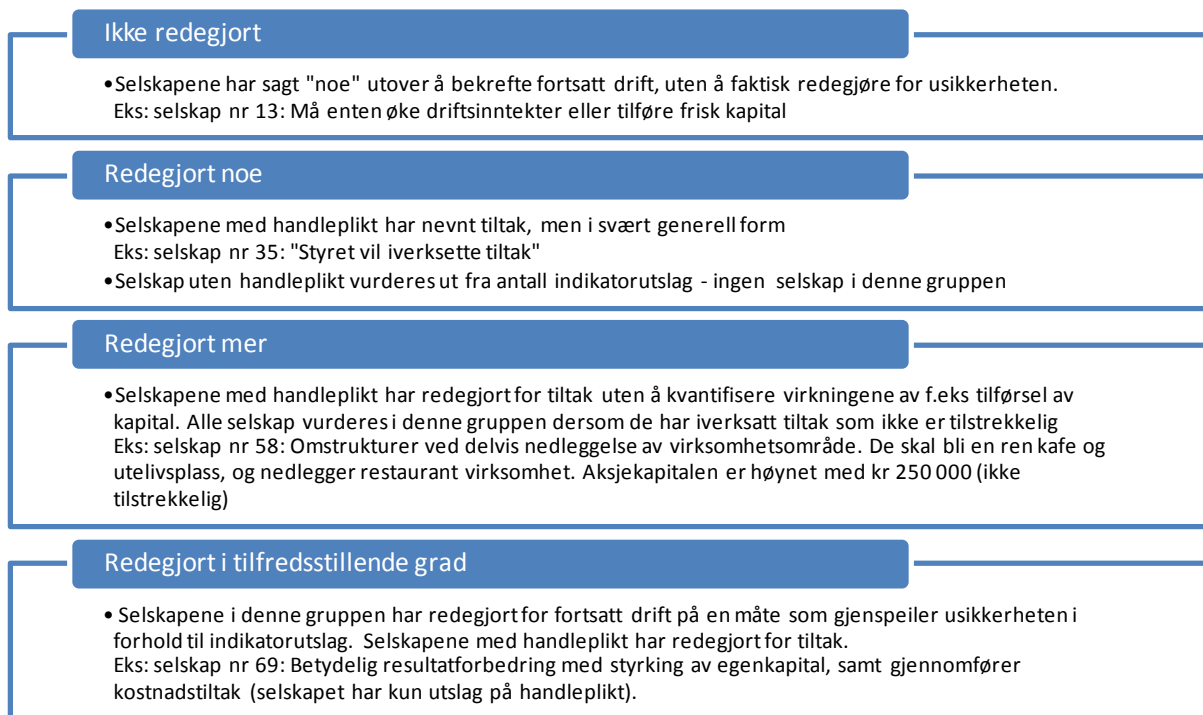 Ikke redegjort
•Selskapene har sagt "noe" utover å bekrefte fortsatt drift, uten å faktisk redegjøre for usikkerheten.
Eks: selskap nr 13: Må enten øke driftsinntekter eller tilføre frisk kapital
Redegjort noe
•Selskapene med handleplikt har nevnt tiltak, men i svært generell form
Eks: selskap nr 35: "Styret vil iverksette tiltak"
•Selskap uten handleplikt vurderes ut fra antall indikatorutslag - ingen selskap i denne gruppen
Redegjort mer
•Selskapene med handleplikt har redegjort for tiltak uten å kvantifisere virkningene av f.eks tilførsel av
kapital. Alle selskap vurderes i denne gruppen dersom de har iverksatt tiltak som ikke er tilstrekkelig
Eks: selskap nr 58: Omstrukturer ved delvis nedleggelse av virksomhetsområde. De skal bli en ren kafe og
utelivsplass, og nedlegger restaurant virksomhet. Aksjekapitalen er høynet med kr 250 000 (ikke
tilstrekkelig)
Redegjort i tilfredsstillende grad
• Selskapene i denne gruppen har redegjort for fortsatt drift på en måte som gjenspeiler usikkerheten i
forhold til indikatorutslag. Selskapene med handleplikt har redegjort for tiltak.
Eks: selskap nr 69: Betydelig resultatforbedring med styrking av egenkapital, samt gjennomfører
kostnadstiltak (selskapet har kun utslag på handleplikt).